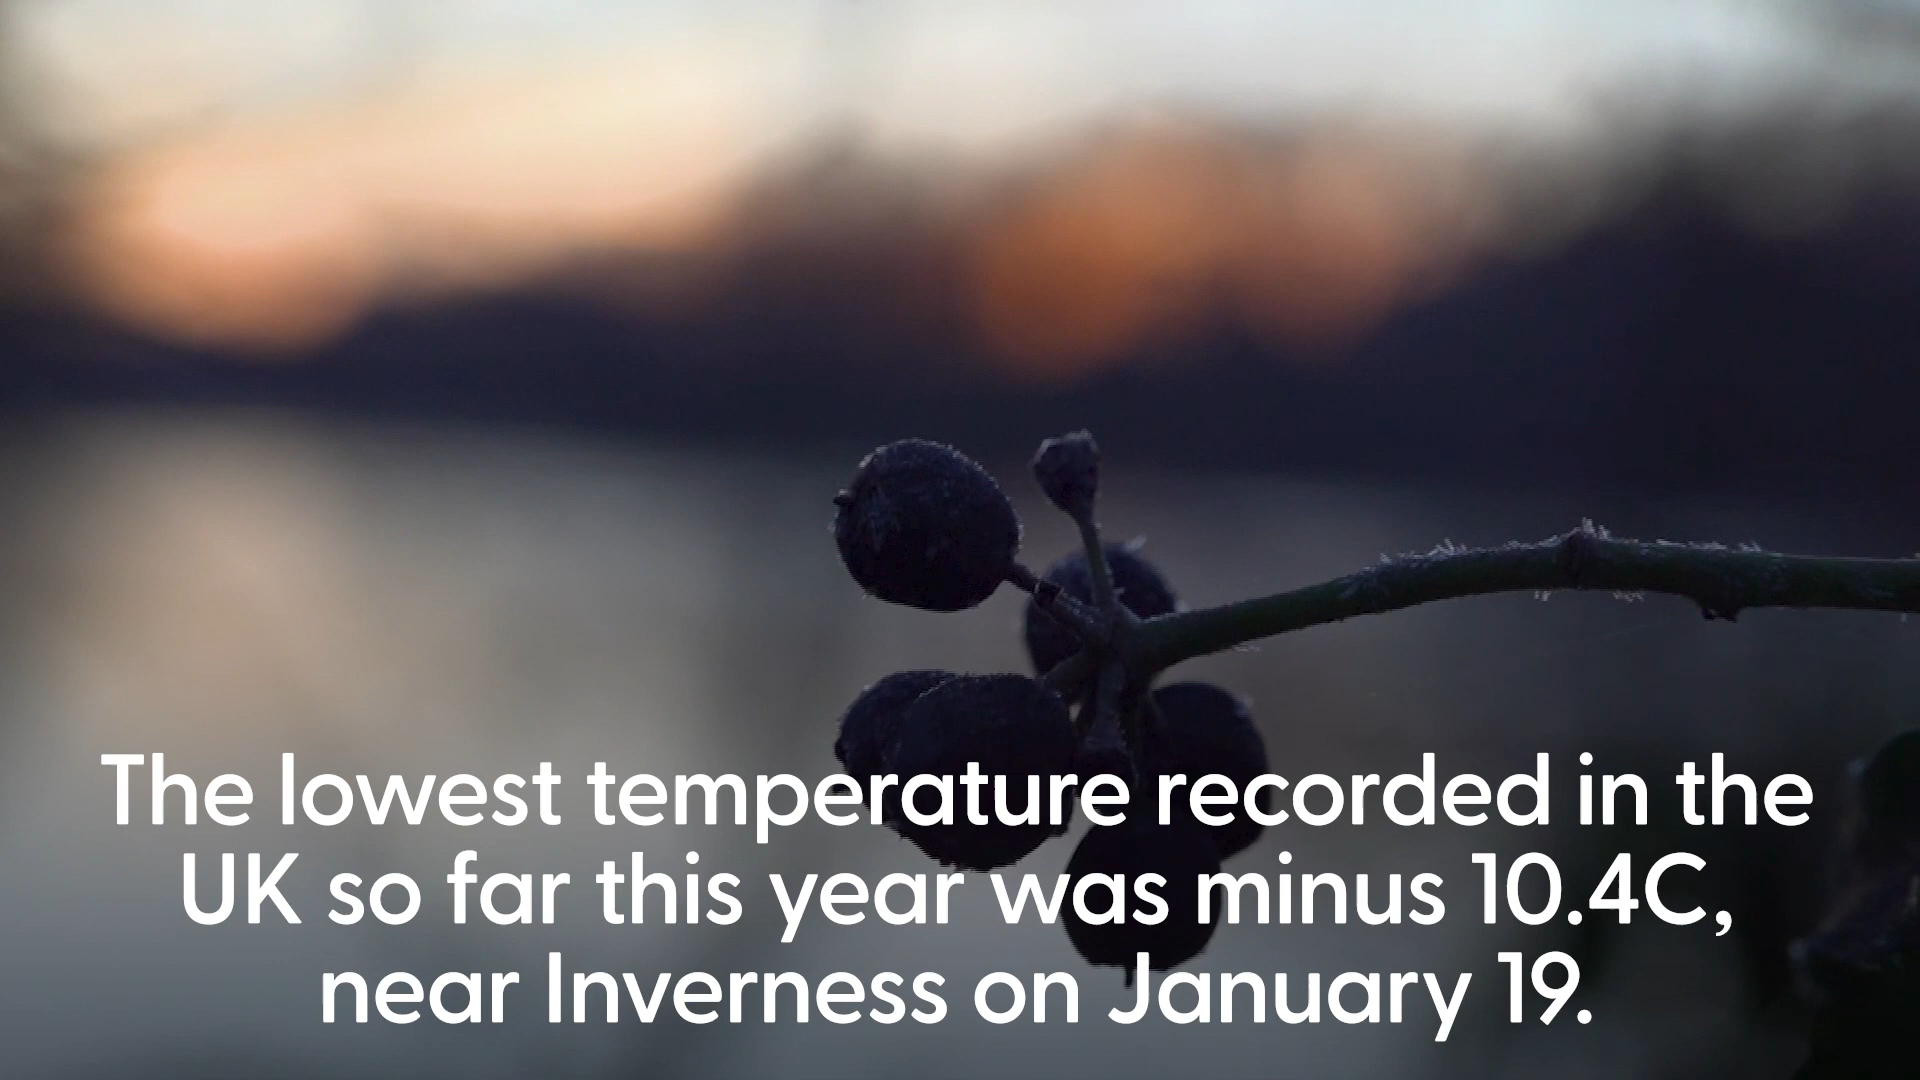 The lowest temperature recorded in the
UK so far this year was minus 10.4C,
near Inverness on January 19.